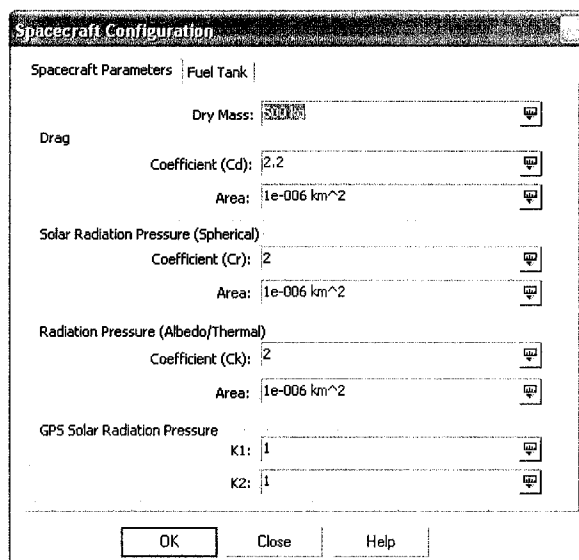 Spacecraft Configuration
Spacecraft Parameters Fuel Tank
Dry Mass:
Drag
Coefficient (Cd): 2.2
Area: 1e-006 km^2
Solar Radiation Pressure (Spherical)
Coefficient (Cr): 2
Area: 1e-006 km^2
Radiation Pressure (Albedo/Thermal)
Coefficient (Ck): 2
Area: 1e-006 km^2
GPS Solar Radiation Pressure
K1: 1
K2: 1
OK Close Help